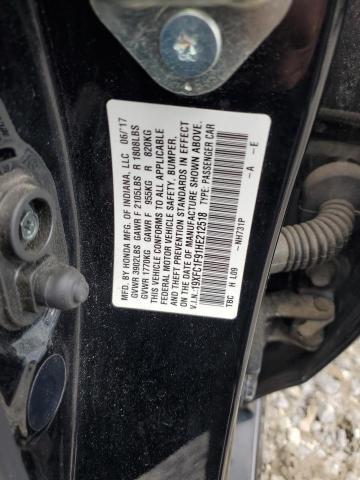 MFD. BY HONDA MFG. OF INDIANA, LLC 06/17
GVWR 3902LBS GAWR F 2105LBS R 1808LBS
GVWR 1770KG GAWR F 955KG R 820KG
THIS VEHICLE CONFORMS TO ALL APPLICABLE
FEDERAL MOTOR VEHICLE SAFETY, BUMPER,
AND THEFT PREVENTION STANDARDS IN EFFECT
ON THE DATE OF MANUFACTURE SHOWN ABOVE.
V.I.N.: 19XFC1F91HE212518 TYPE: PASSENGER CAR
TBC H L09 NH731P - A - E